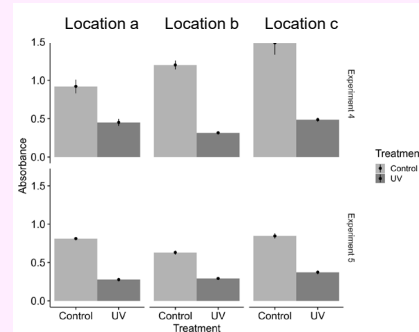 Location a Location b Location c
1.5
1.0
0.5
0.0
Experiment 4
Absorbance
1.5
1.0
0.5
0.0
Experiment 5
Control UV Control UV Control UV
Treatment
Treatmen
Control
UV